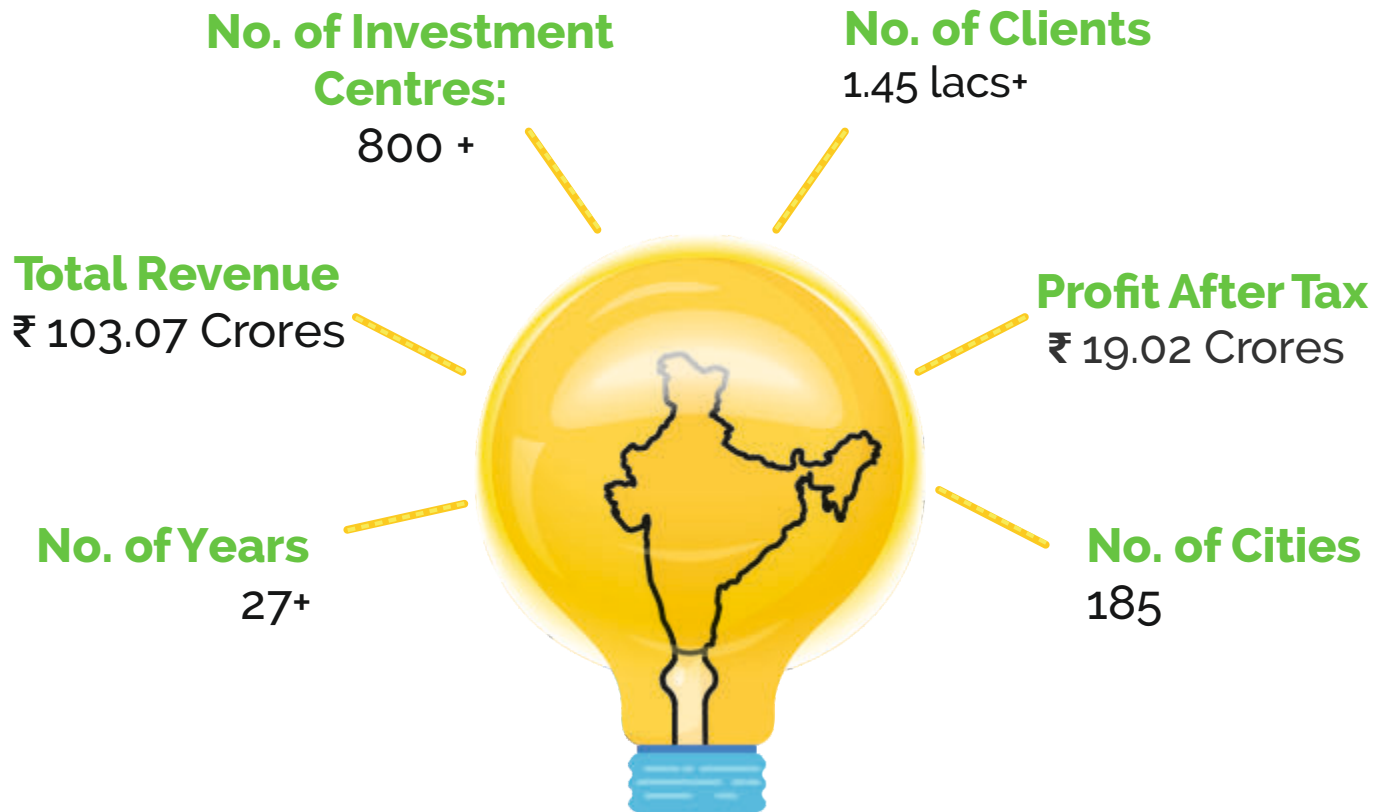 No. of Investment
Centres:
800 +
No. of Clients
1.45 lacs+
Total Revenue
₹ 103.07 Crores
Profit After Tax
₹ 19.02 Crores
No. of Years
27+
No. of Cities
185